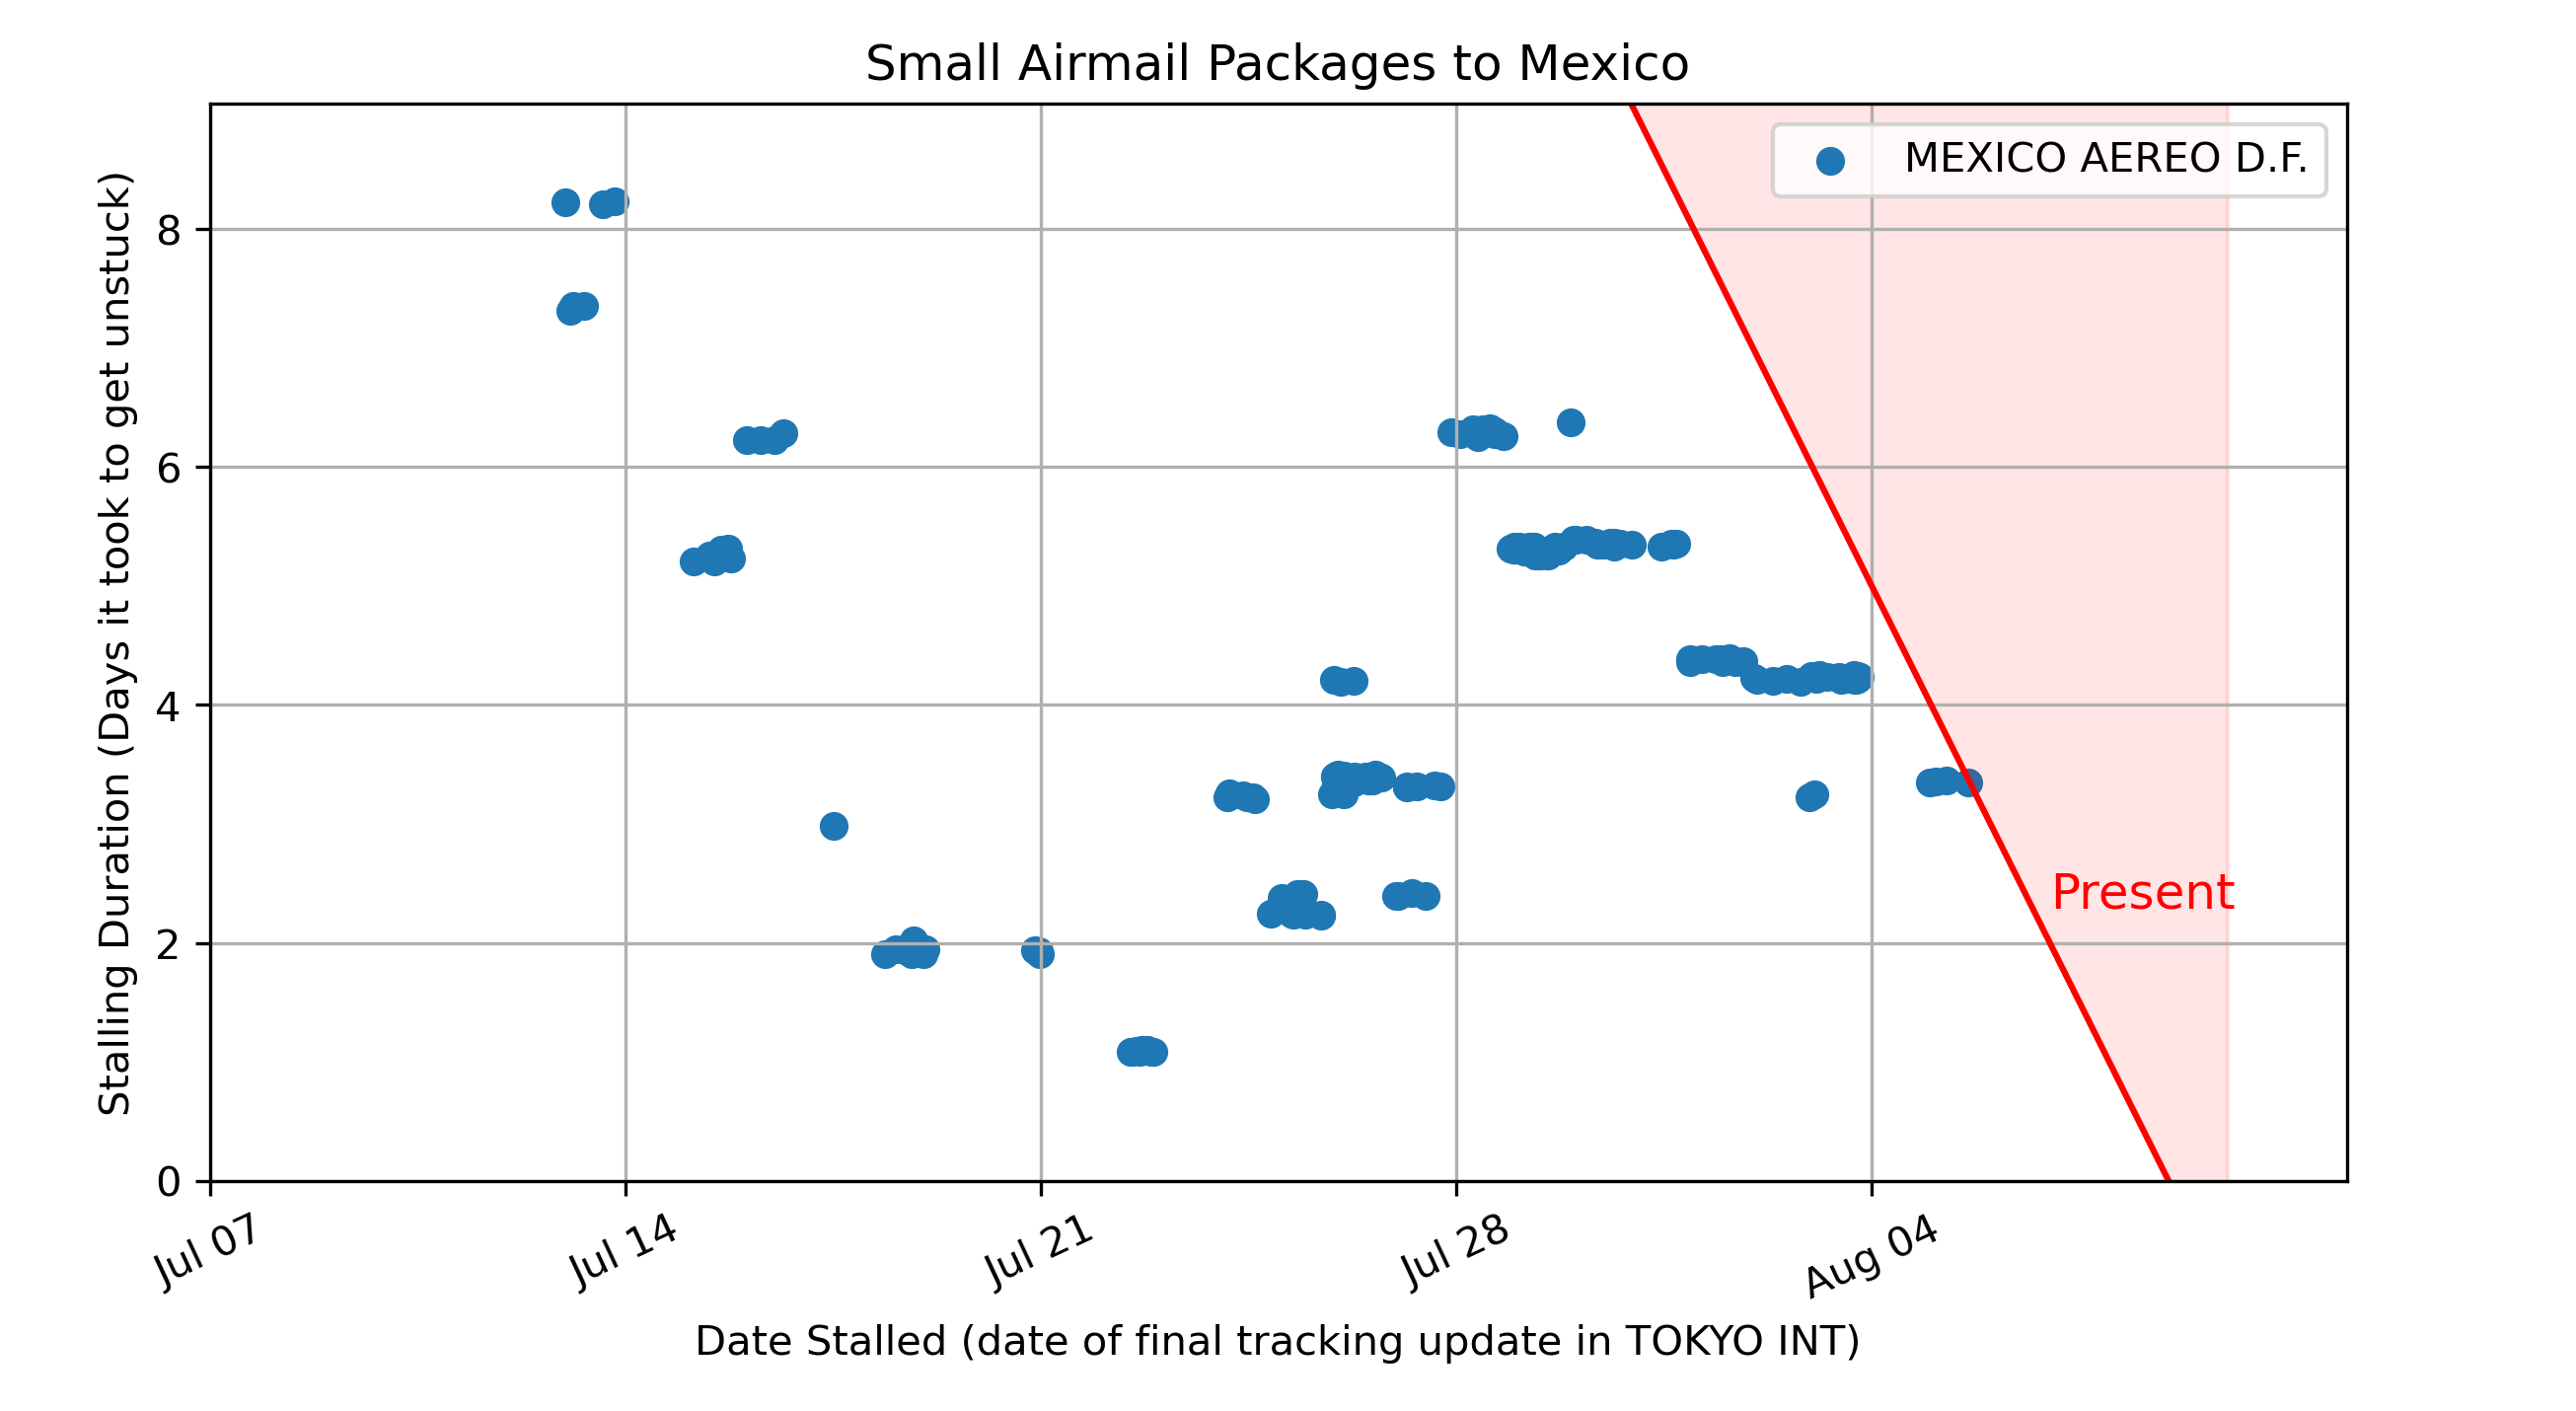 Small Airmail Packages to Mexico
MEXICO AEREO D.F.
Stalling Duration (Days it took to get unstuck)
8
6
4
2
0
Present
Jul 07
Jul 14
Jul 21
Jul 28
Aug 04
Date Stalled (date of final tracking update in TOKYO INT)